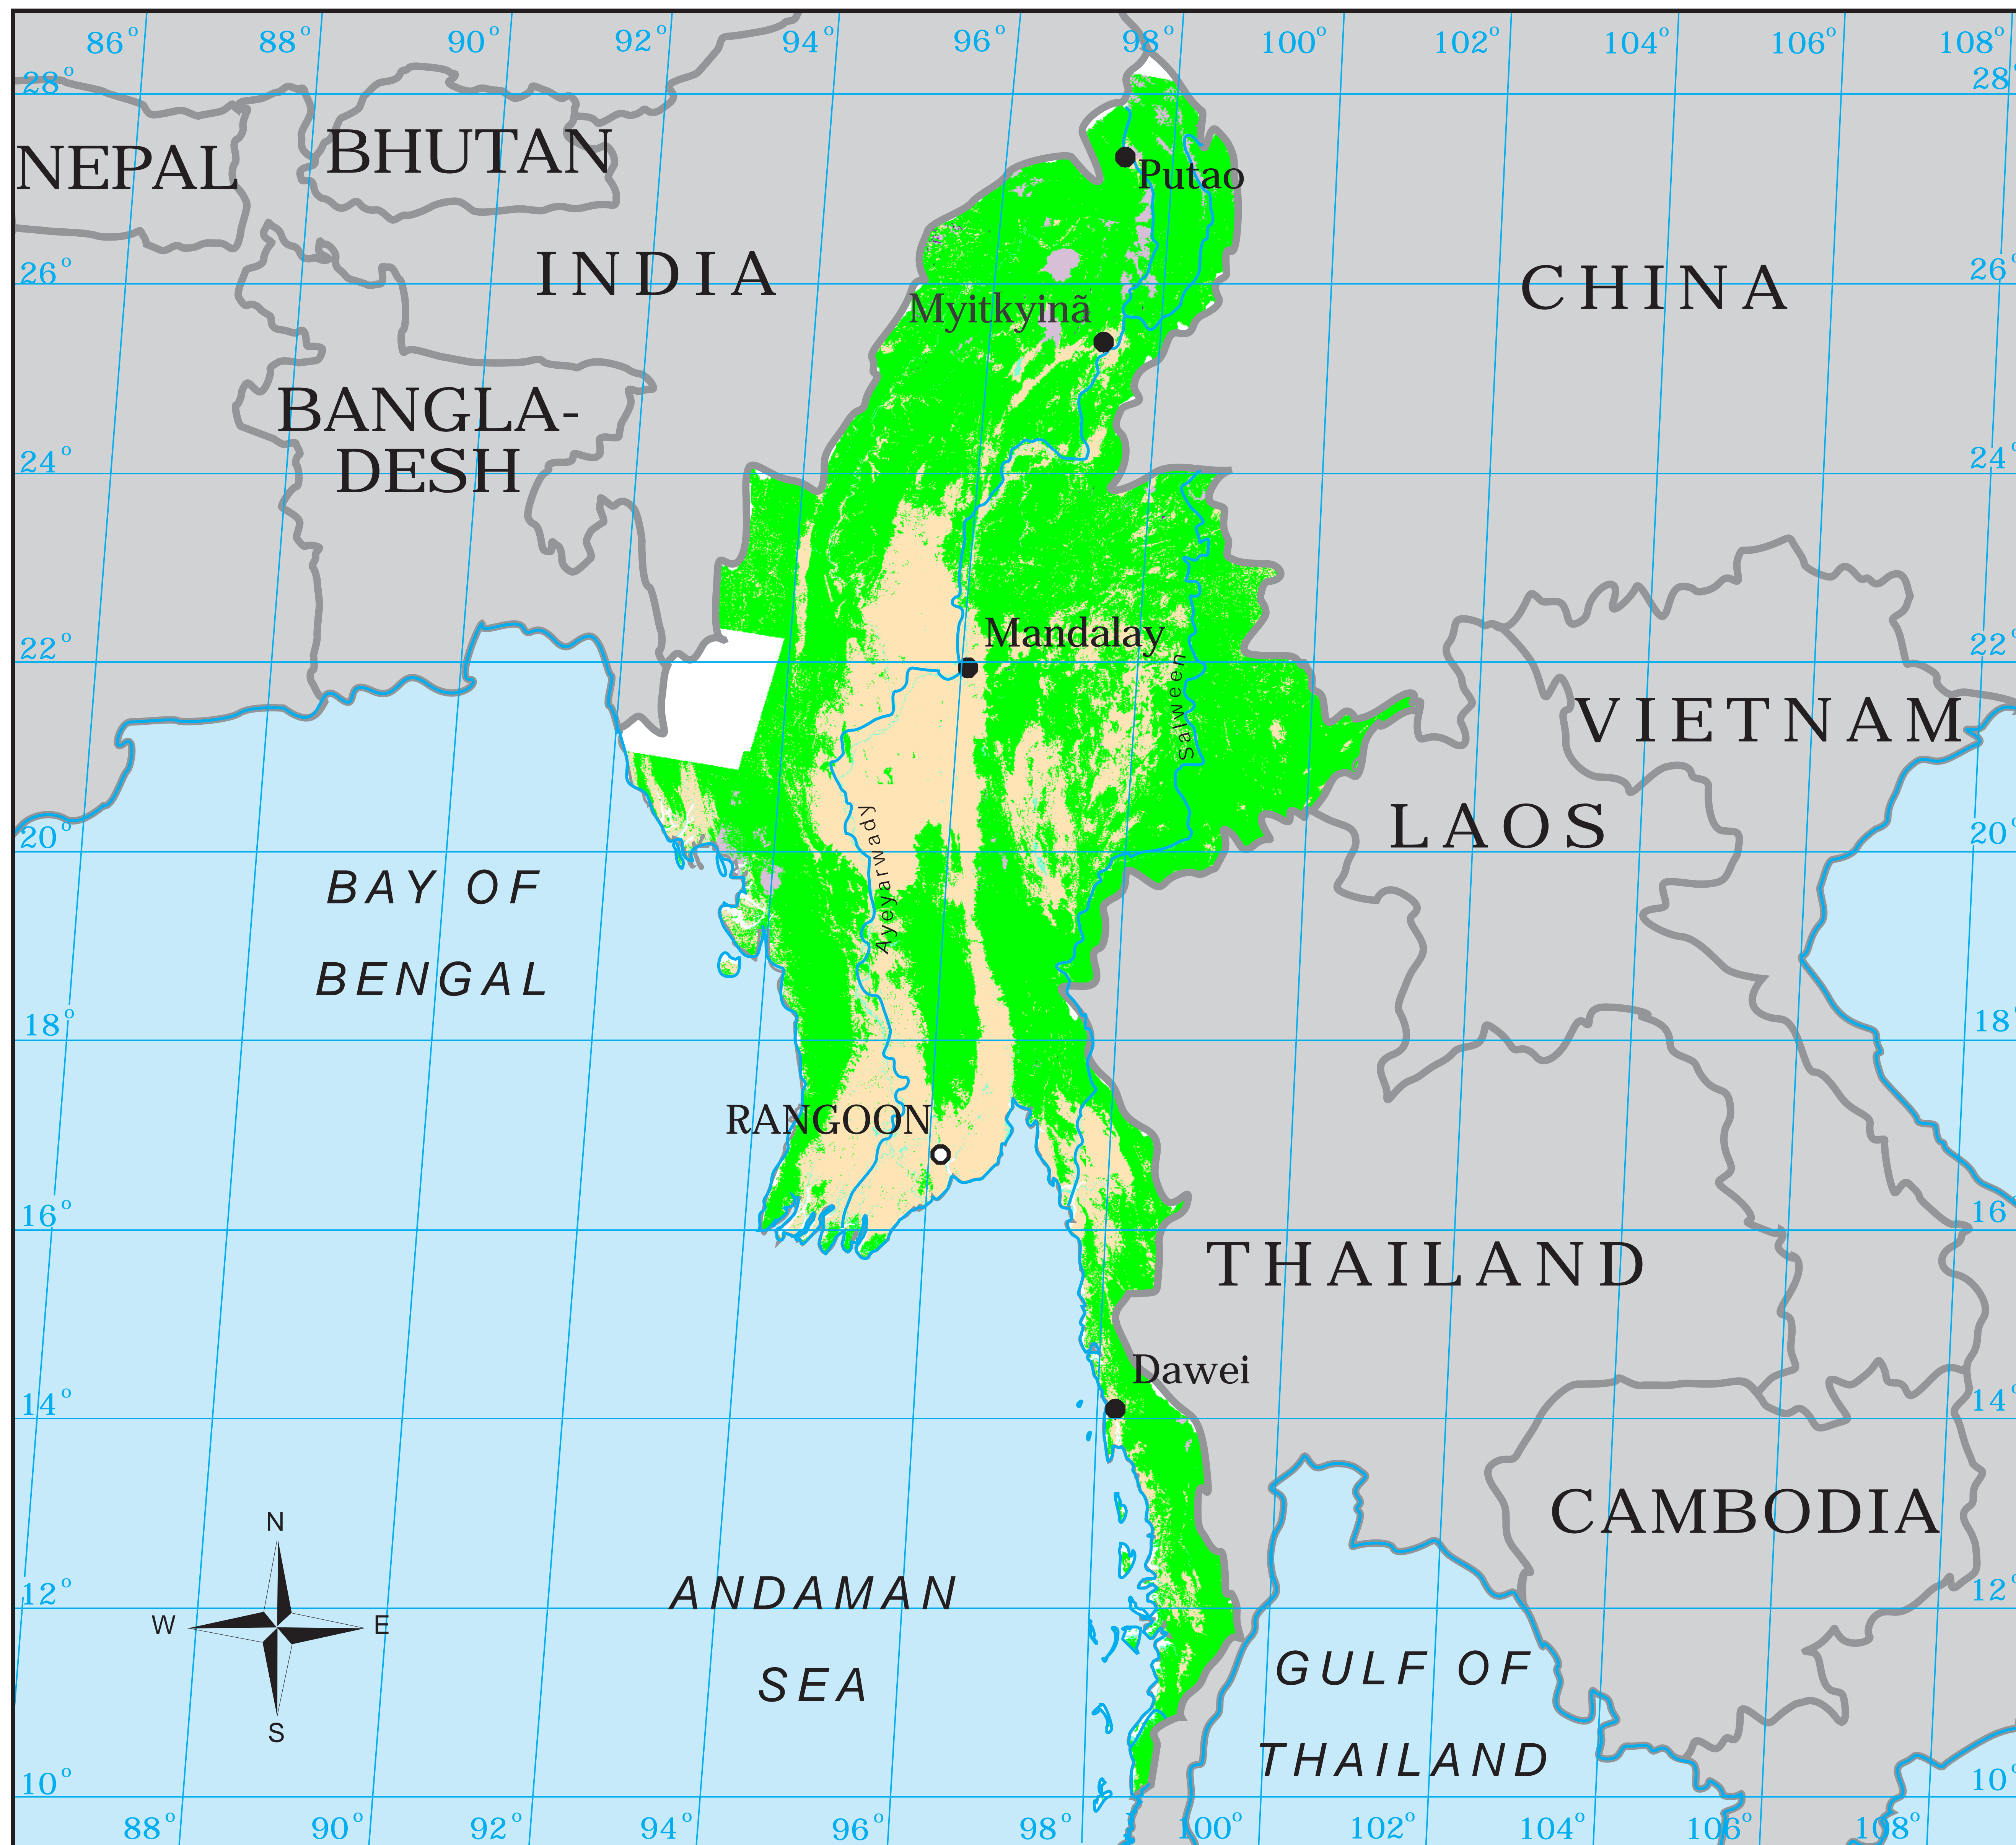 86° 88° 90° 92° 94° 96° 98° 100° 102° 104° 106° 108°
28° 28°
NEPAL
BHUTAN
Putao
INDIA
CHINA
26° 26°
Myitkyinã
BANGLA-
DESH
24° 24°
Mandalay
22° 22°
Salween
VIETNAM
LAOS
20° 20°
Ayeyarwady
BAY OF
BENGAL
18° 18°
RANGOON
16° 16°
THAILAND
Dawei
14° 14°
CAMBODIA
N
W E
S
12° 12°
ANDAMAN
SEA
GULF OF
THAILAND
10° 10°
88° 90° 92° 94° 96° 98° 100° 102° 104° 106° 108°